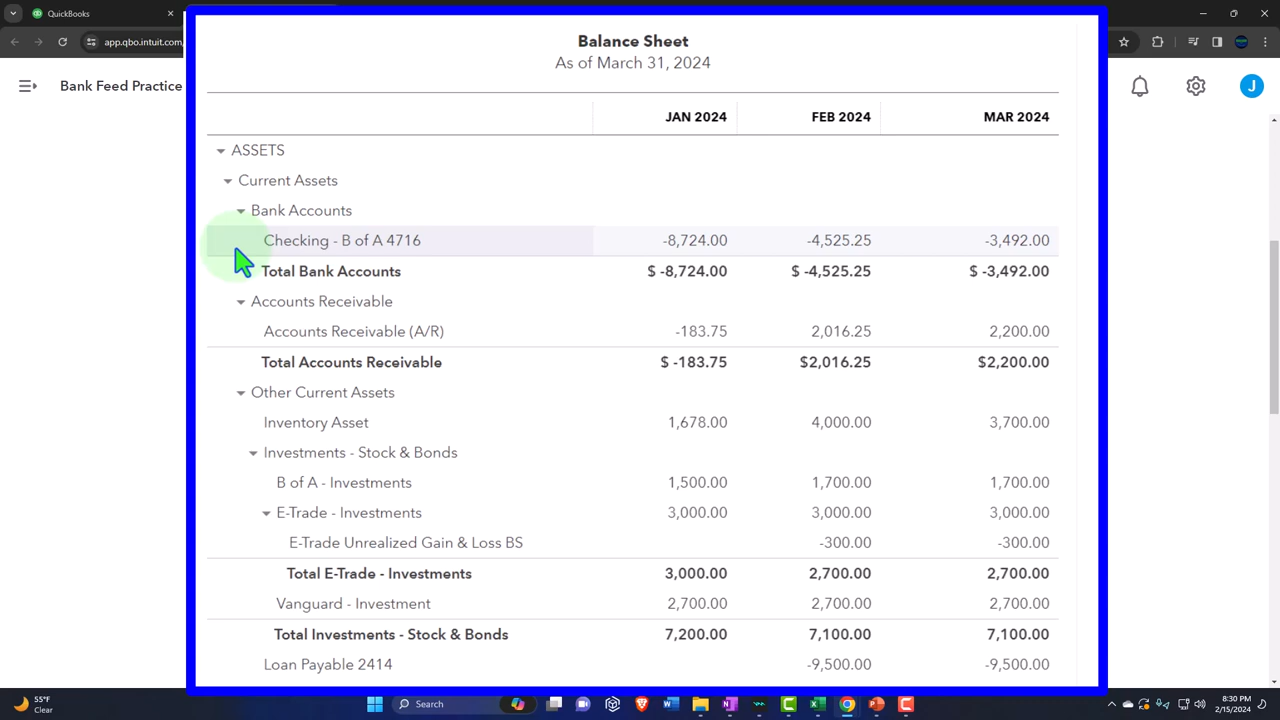 QuickBooks
app.qbo.intuit.com
Bank Feed Practice
J
Balance Sheet
As of March 31, 2024
JAN 2024 FEB 2024 MAR 2024
ASSETS
Current Assets
Bank Accounts
Checking - B of A 4716 -8,724.00 -4,525.25 -3,492.00
Total Bank Accounts $ -8,724.00 $ -4,525.25 $ -3,492.00
Accounts Receivable
Accounts Receivable (A/R) -183.75 2,016.25 2,200.00
Total Accounts Receivable $ -183.75 $2,016.25 $2,200.00
Other Current Assets
Inventory Asset 1,678.00 4,000.00 3,700.00
Investments - Stock & Bonds
B of A - Investments 1,500.00 1,700.00 1,700.00
E-Trade - Investments 3,000.00 3,000.00 3,000.00
E-Trade Unrealized Gain & Loss BS -300.00 -300.00
Total E-Trade - Investments 3,000.00 2,700.00 2,700.00
Vanguard - Investment 2,700.00 2,700.00 2,700.00
Total Investments - Stock & Bonds 7,200.00 7,100.00 7,100.00
Loan Payable 2414 -9,500.00 -9,500.00
55°F
Clear
Search
8:30 PM
2/15/2024